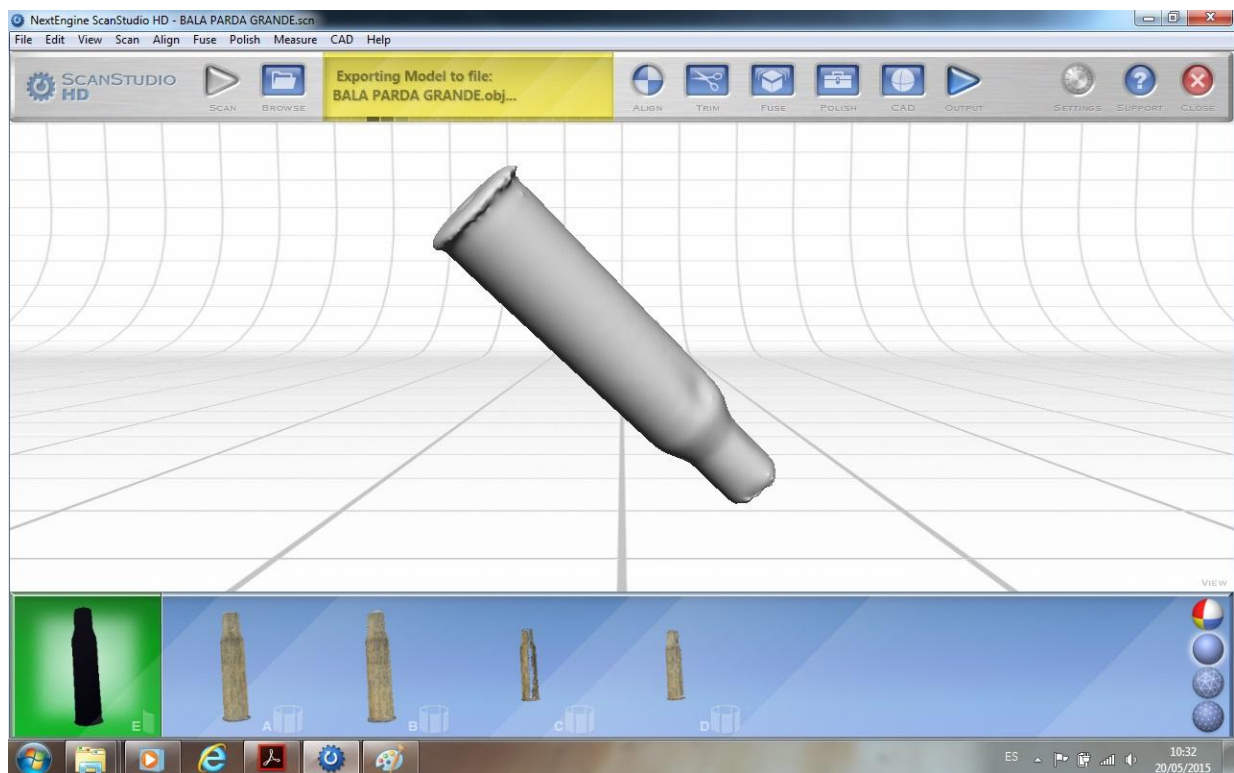 NextEngine ScanStudio HD - BALA PARDA GRANDE.scn
File Edit View Scan Align Fuse Polish Measure CAD Help
SCANSTUDIO
HD
SCAN
BROWSE
Exporting Model to file:
BALA PARDA GRANDE.obj...
ALIGN
TRIM
FUSE
POLISH
CAD
OUTPUT
SETTINGS
SUPPORT
CLOSE
VIEW
E
A
B
C
D
ES
10:32
20/05/2015